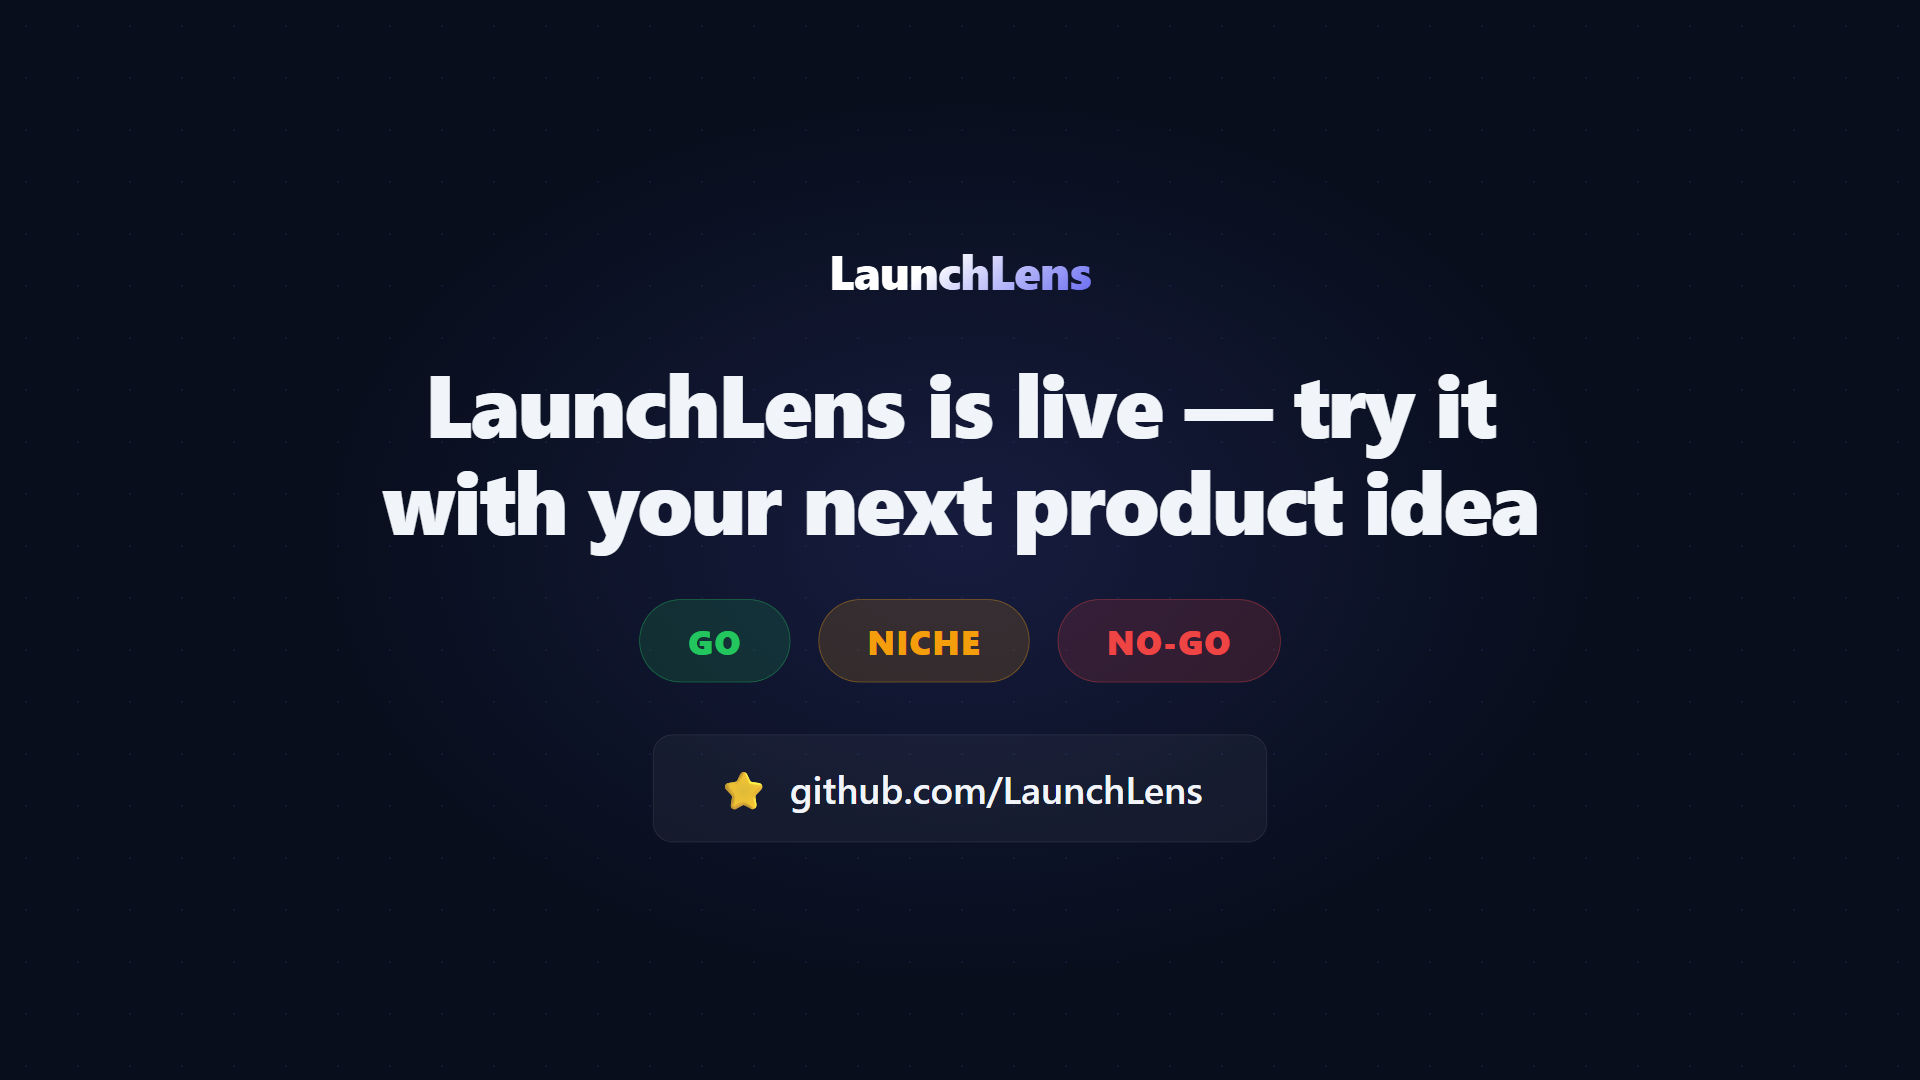 LaunchLens
LaunchLens is live — try it
with your next product idea
GO
NICHE
NO-GO
github.com/LaunchLens